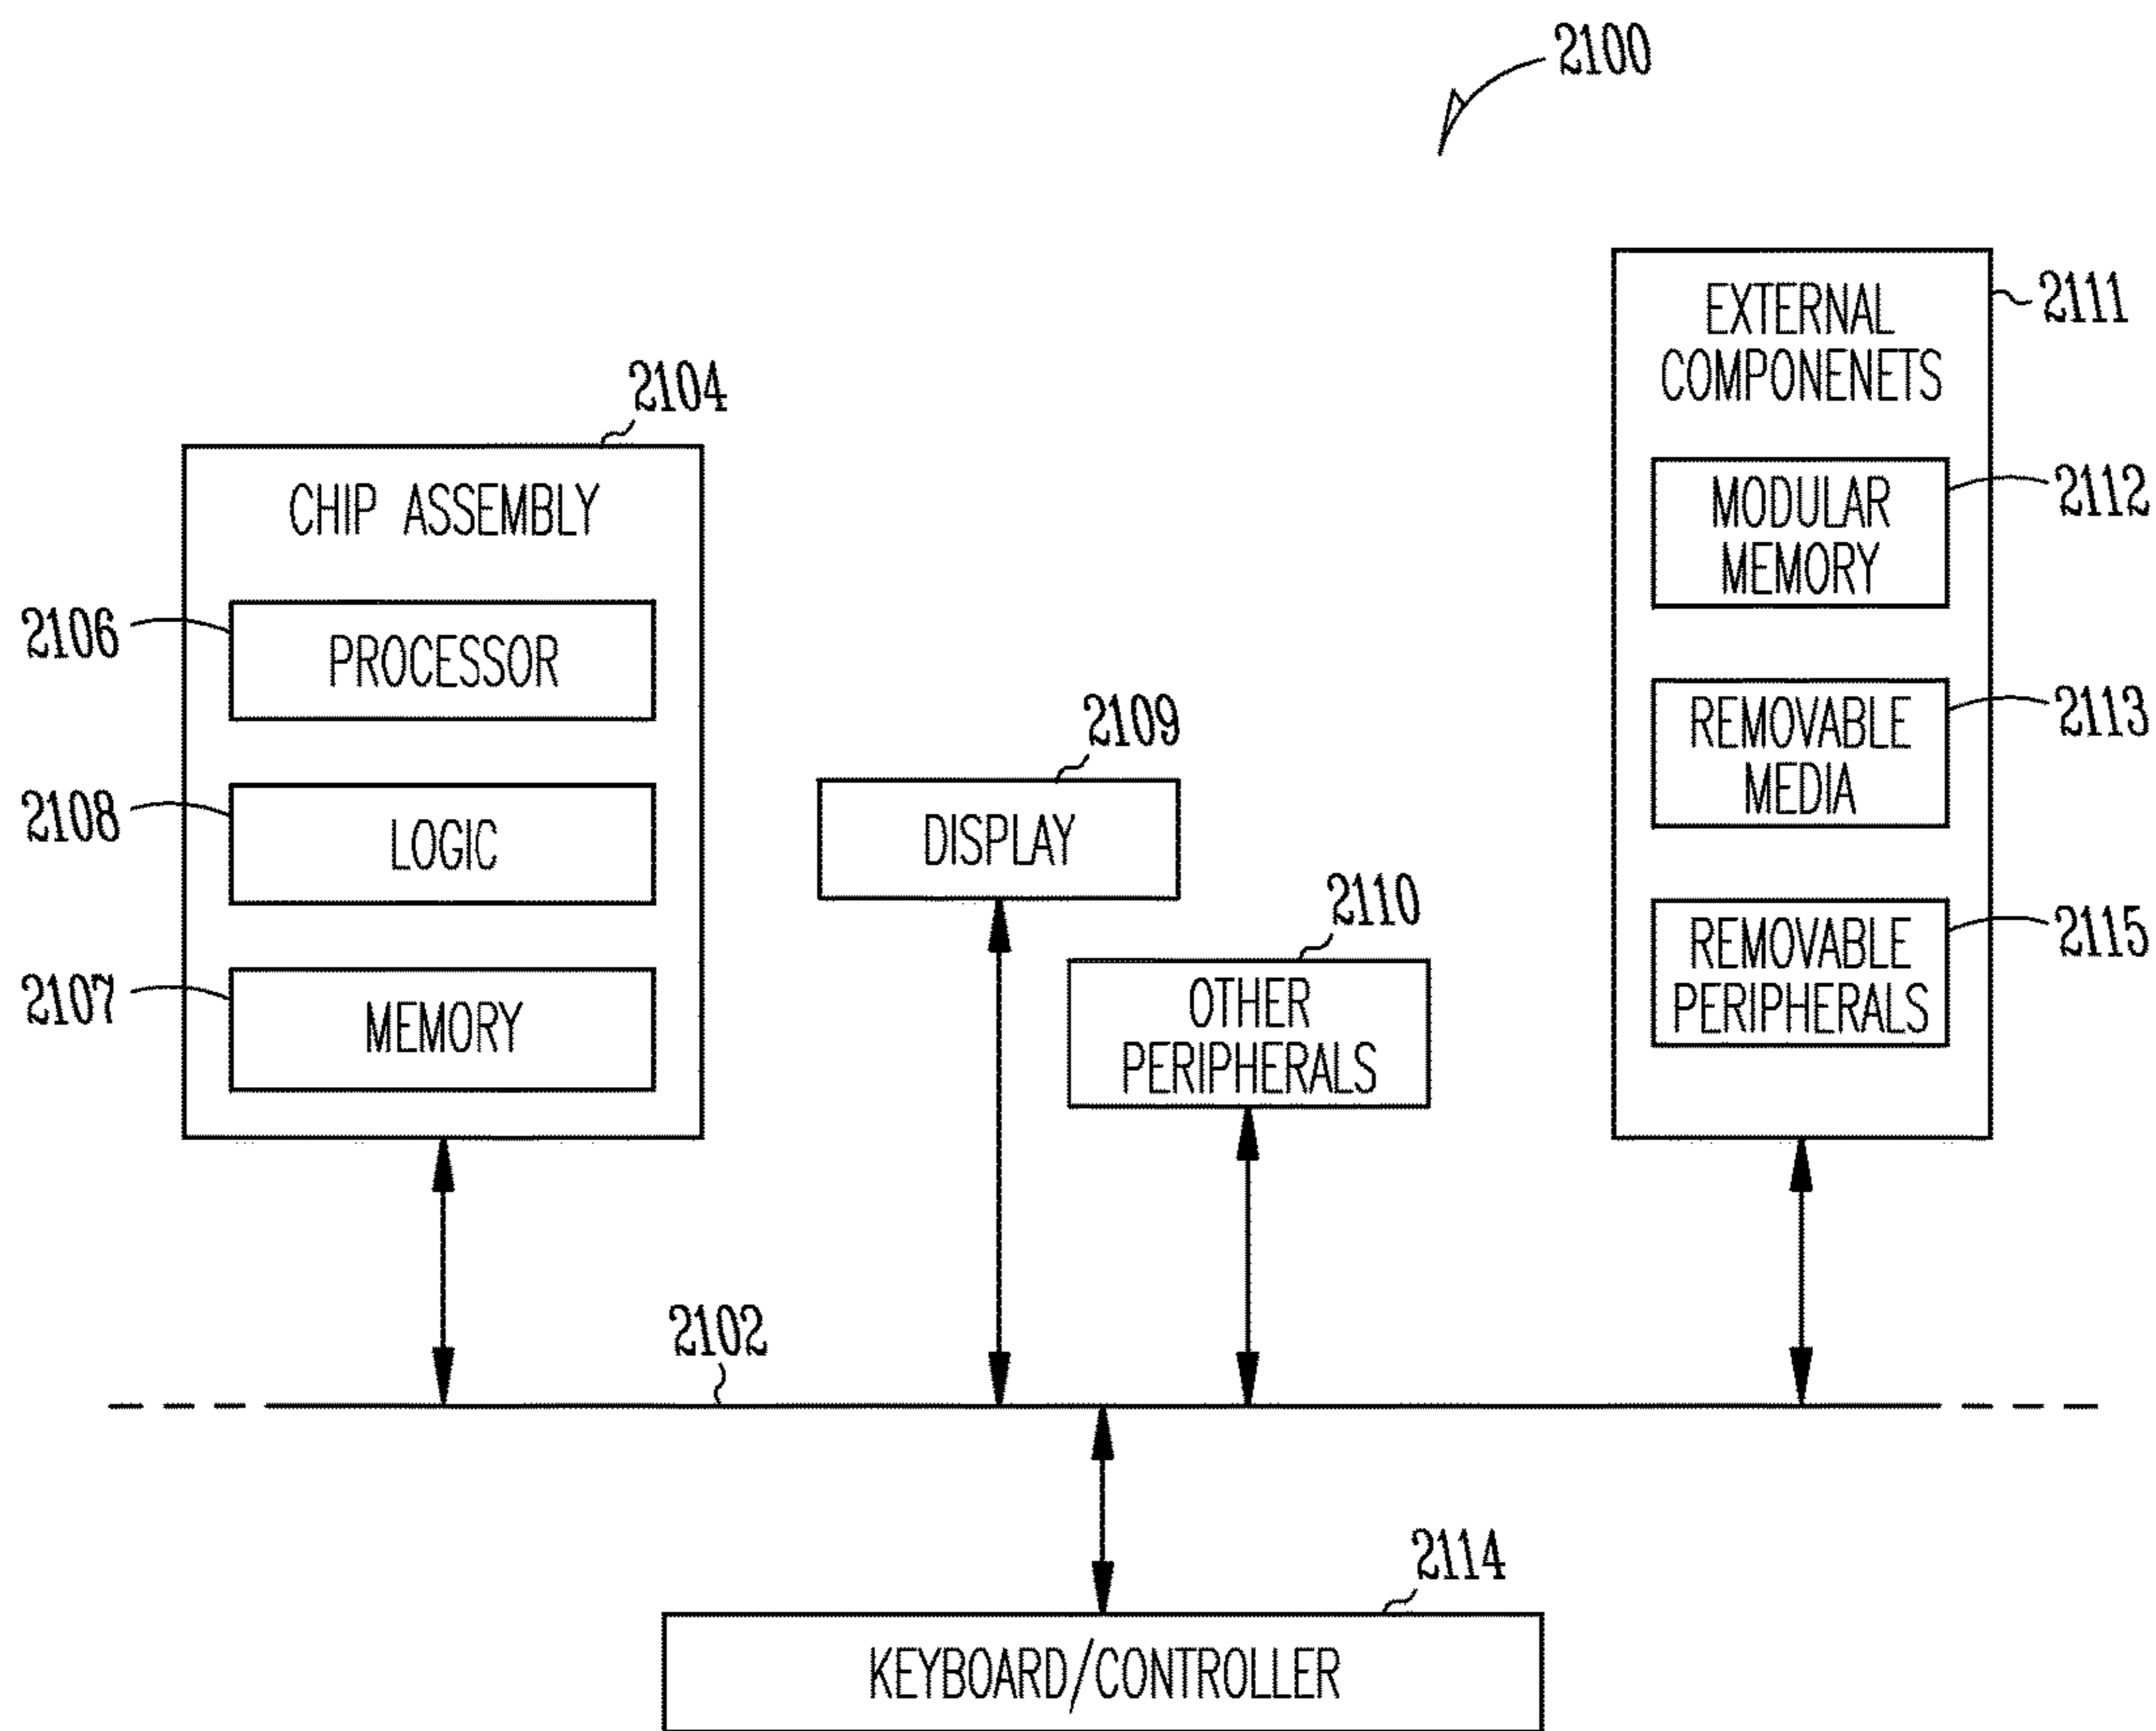 2100
EXTERNAL
COMPONENETS
2111
2104
CHIP ASSEMBLY
MODULAR
MEMORY
2112
2106
PROCESSOR
REMOVABLE
MEDIA
2113
2109
2108
LOGIC
DISPLAY
2110
REMOVABLE
PERIPHERALS
2115
2107
MEMORY
OTHER
PERIPHERALS
2102
2114
KEYBOARD/CONTROLLER